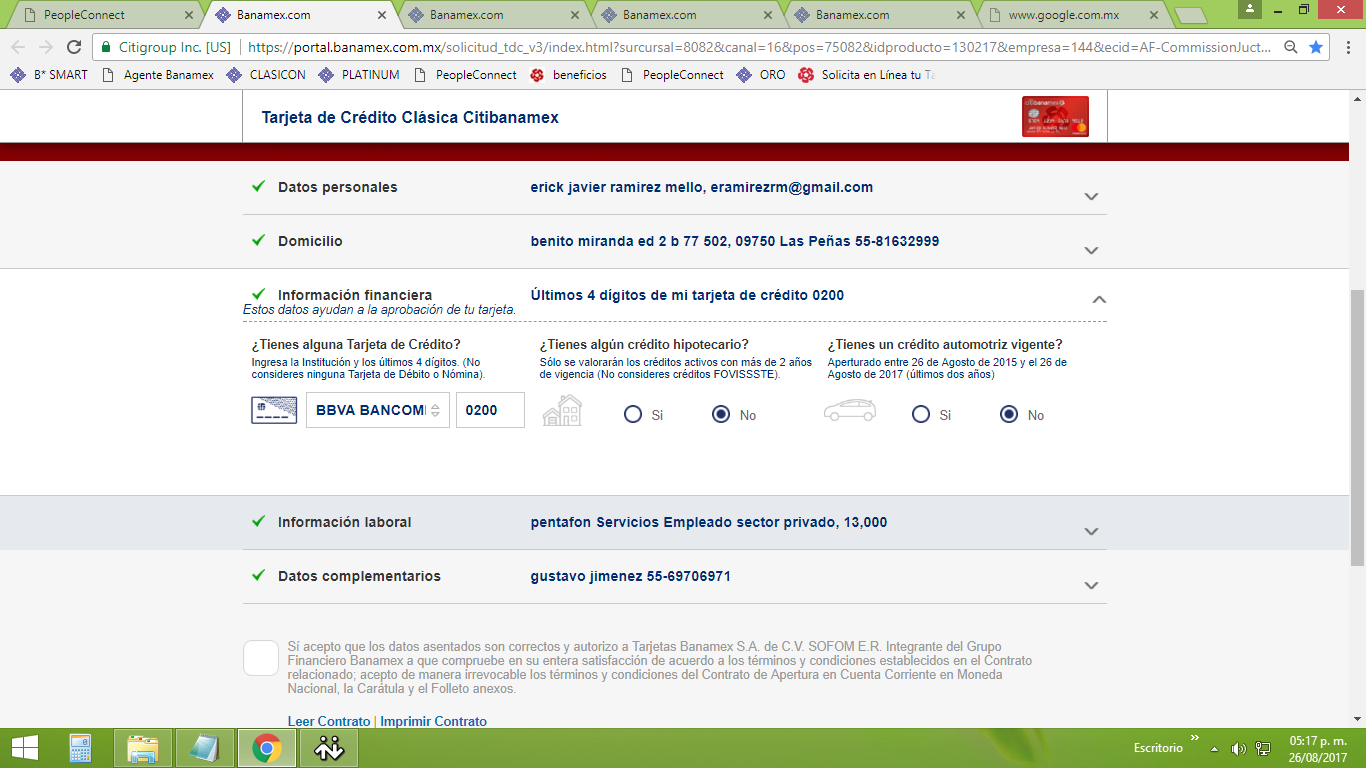 PeopleConnect
Banamex.com
Banamex.com
Banamex.com
Banamex.com
www.google.com.mx
Citigroup Inc. [US]
https://portal.banamex.com.mx/solicitud_tdc_v3/index.html?surcursal=8082&canal=16&pos=75082&idproducto=130217&empresa=144&ecid=AF-CommissionJuct...
B* SMART
Agente Banamex
CLASICON
PLATINUM
PeopleConnect
beneficios
PeopleConnect
ORO
Solicita en Línea tu Ta
Tarjeta de Crédito Clásica Citibanamex
citibanamex
Datos personales
erick javier ramirez mello, eramirezrm@gmail.com
Domicilio
benito miranda ed 2 b 77 502, 09750 Las Peñas 55-81632999
Información financiera
Últimos 4 dígitos de mi tarjeta de crédito 0200
Estos datos ayudan a la aprobación de tu tarjeta.
¿Tienes alguna Tarjeta de Crédito?
Ingresa la Institución y los últimos 4 dígitos. (No
consideres ninguna Tarjeta de Débito o Nómina).
BBVA BANCOM
0200
¿Tienes algún crédito hipotecario?
Sólo se valorarán los créditos activos con más de 2 años
de vigencia (No consideres créditos FOVISSSTE).
Si
No
¿Tienes un crédito automotriz vigente?
Aperturado entre 26 de Agosto de 2015 y el 26 de
Agosto de 2017 (últimos dos años)
Si
No
Información laboral
pentafon Servicios Empleado sector privado, 13,000
Datos complementarios
gustavo jimenez 55-69706971
Sí acepto que los datos asentados son correctos y autorizo a Tarjetas Banamex S.A. de C.V. SOFOM E.R. Integrante del Grupo
Financiero Banamex a que compruebe en su entera satisfacción de acuerdo a los términos y condiciones establecidos en el Contrato
relacionado; acepto de manera irrevocable los términos y condiciones del Contrato de Apertura en Cuenta Corriente en Moneda
Nacional, la Carátula y el Folleto anexos.
Leer Contrato | Imprimir Contrato
Escritorio
05:17 p. m.
26/08/2017